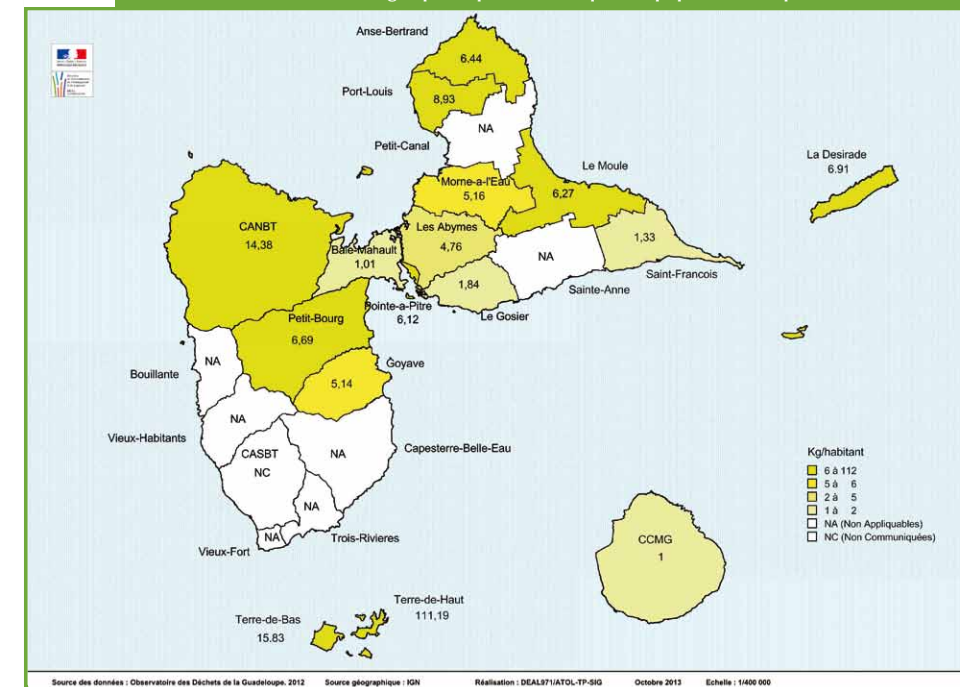 Anse-Bertrand
6.44
Port-Louis
8,93
NA
Petit-Canal
Le Moule
La Desirade
6.91
Morne-a-l'Eau
5,16
6,27
CANBT
14,38
Les Abymes
4,76
Baie-Mahault
1,01
NA
1,33
Saint-Francois
1,84
Sainte-Anne
Pointe-a-Pitre
6,12
Le Gosier
Petit-Bourg
6,69
Goyave
5,14
NA
Bouillante
NA
Vieux-Habitants
CASBT
NC
NA
Capesterre-Belle-Eau
NA
Trois-Rivieres
NA
Vieux-Fort
Kg/habitant
6 à 112
5 à 6
2 à 5
1 à 2
NA (Non Appliquables)
NC (Non Communiquées)
CCMG
1
Terre-de-Haut
111,19
Terre-de-Bas
15.83
Source des données : Observatoire des Déchets de la Guadeloupe. 2012 Source géographique : IGN Réalisation : DEAL971/ATOL-TP-SIG Octobre 2013 Echelle : 1/400 000